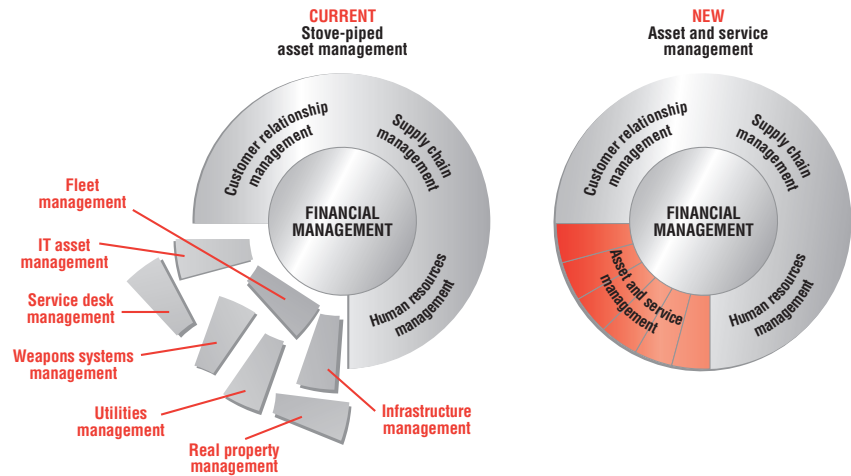 CURRENT
Stove-piped
asset management
Customer relationship
management
Supply chain
management
FINANCIAL
MANAGEMENT
Human resources
management
Fleet
management
IT asset
management
Service desk
management
Weapons systems
management
Utilities
management
Real property
management
Infrastructure
management
NEW
Asset and service
management
Customer relationship
management
Supply chain
management
FINANCIAL
MANAGEMENT
Asset and service
management
Human resources
management